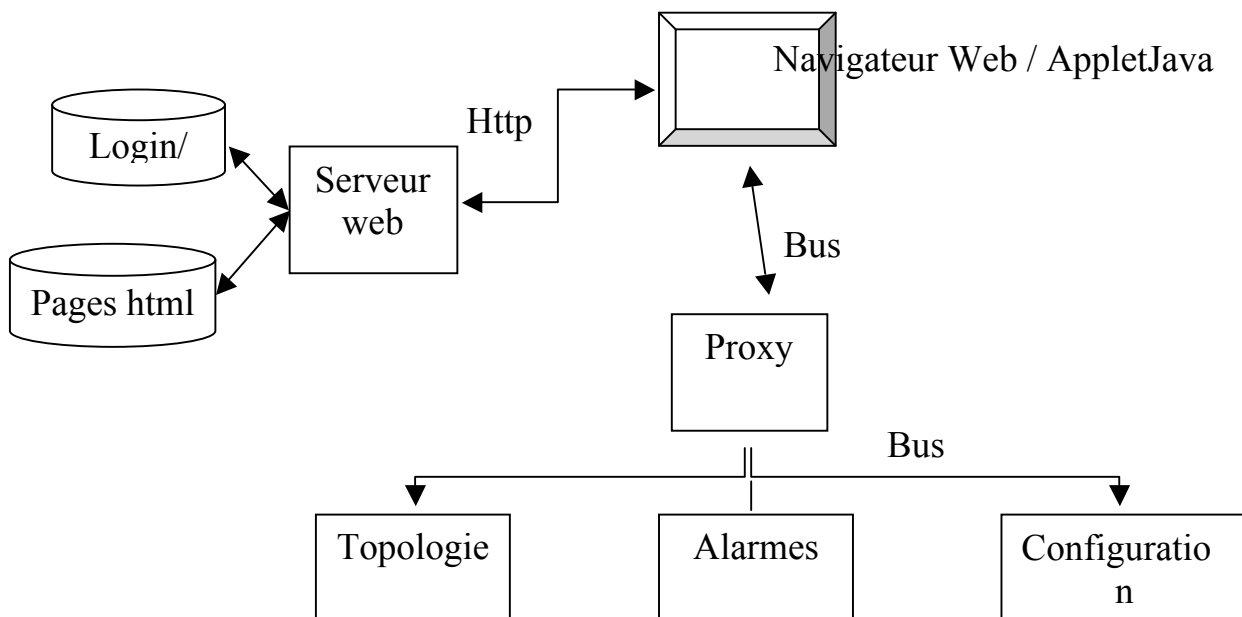 Navigateur Web / AppletJava
Http
Login/
Serveur
web
Pages html
Bus
Proxy
Bus
Topologie
Alarmes
Configuratio
n